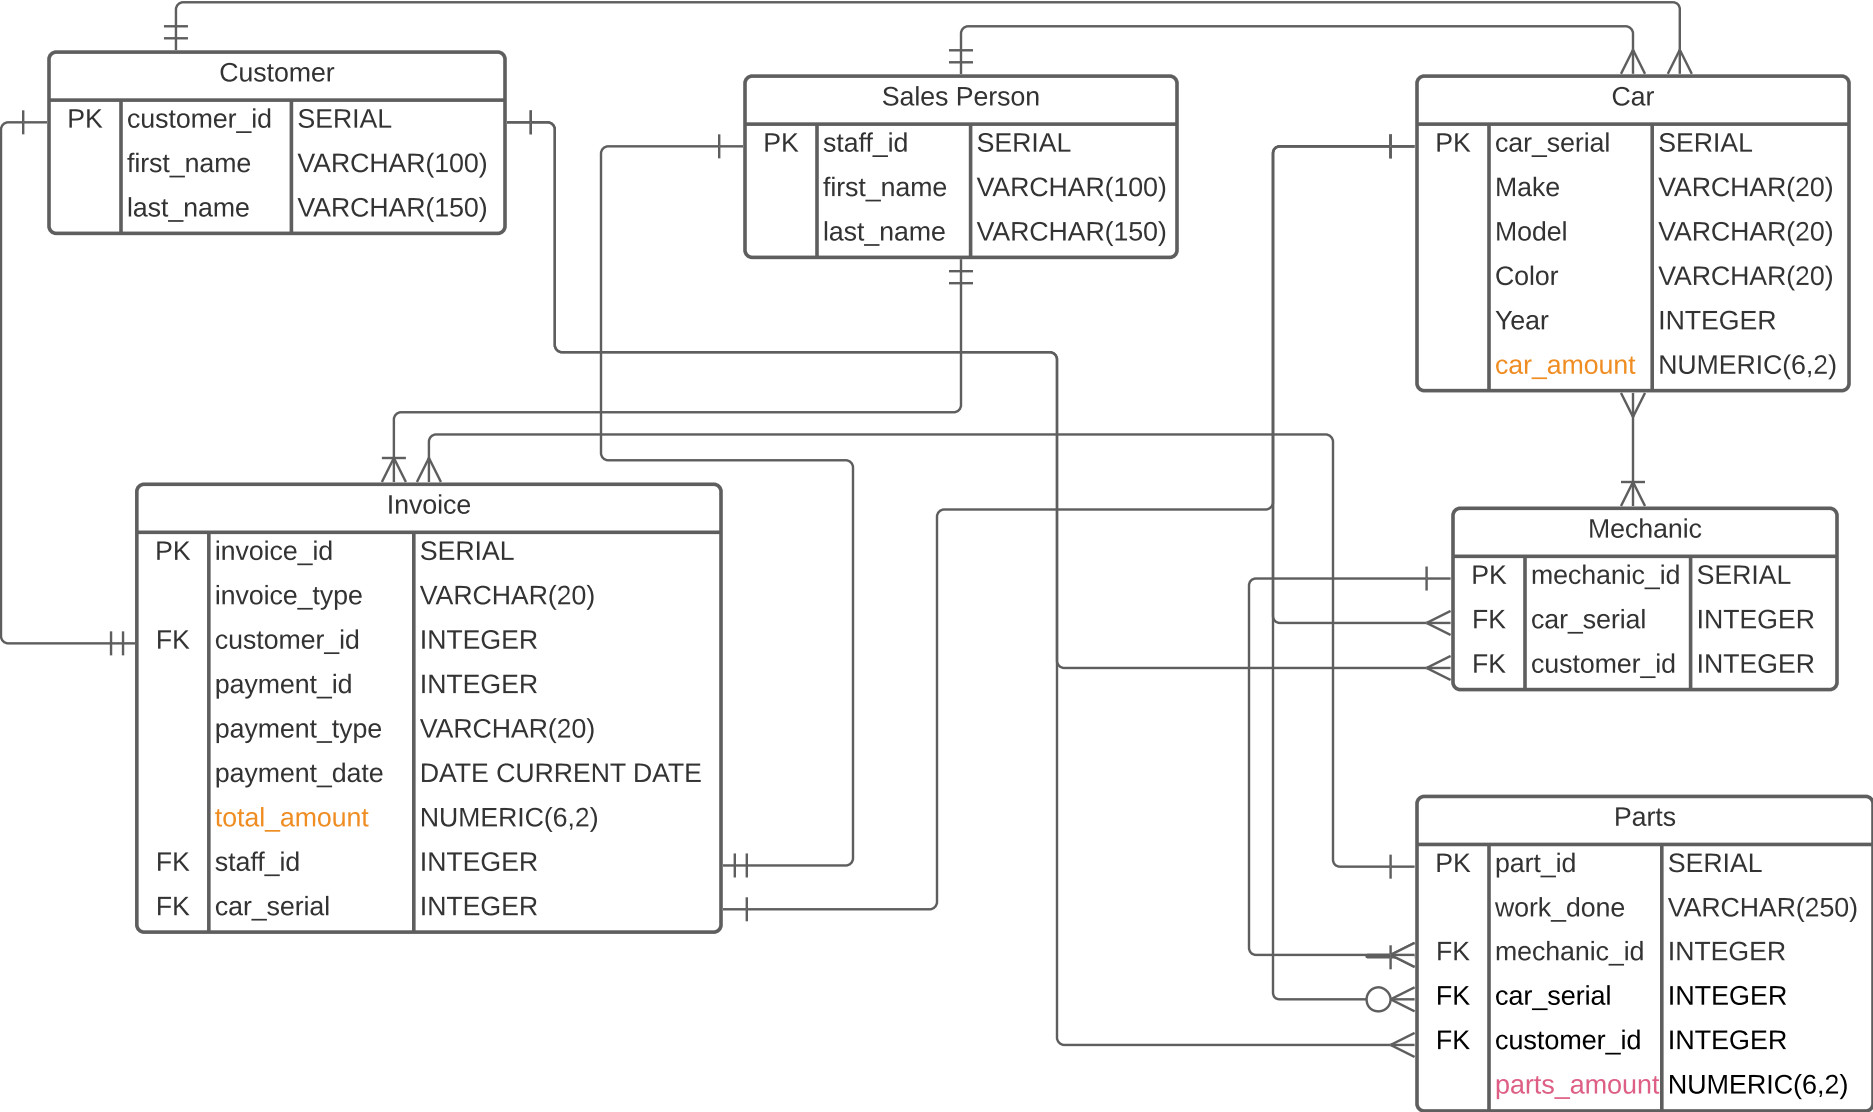 Customer
PK customer_id SERIAL
first_name VARCHAR(100)
last_name VARCHAR(150)
Sales Person
PK staff_id SERIAL
first_name VARCHAR(100)
last_name VARCHAR(150)
Car
PK car_serial SERIAL
Make VARCHAR(20)
Model VARCHAR(20)
Color VARCHAR(20)
Year INTEGER
car_amount NUMERIC(6,2)
Invoice
PK invoice_id SERIAL
invoice_type VARCHAR(20)
FK customer_id INTEGER
payment_id INTEGER
payment_type VARCHAR(20)
payment_date DATE CURRENT DATE
total_amount NUMERIC(6,2)
FK staff_id INTEGER
FK car_serial INTEGER
Mechanic
PK mechanic_id SERIAL
FK car_serial INTEGER
FK customer_id INTEGER
Parts
PK part_id SERIAL
work_done VARCHAR(250)
FK mechanic_id INTEGER
FK car_serial INTEGER
FK customer_id INTEGER
parts_amount NUMERIC(6,2)